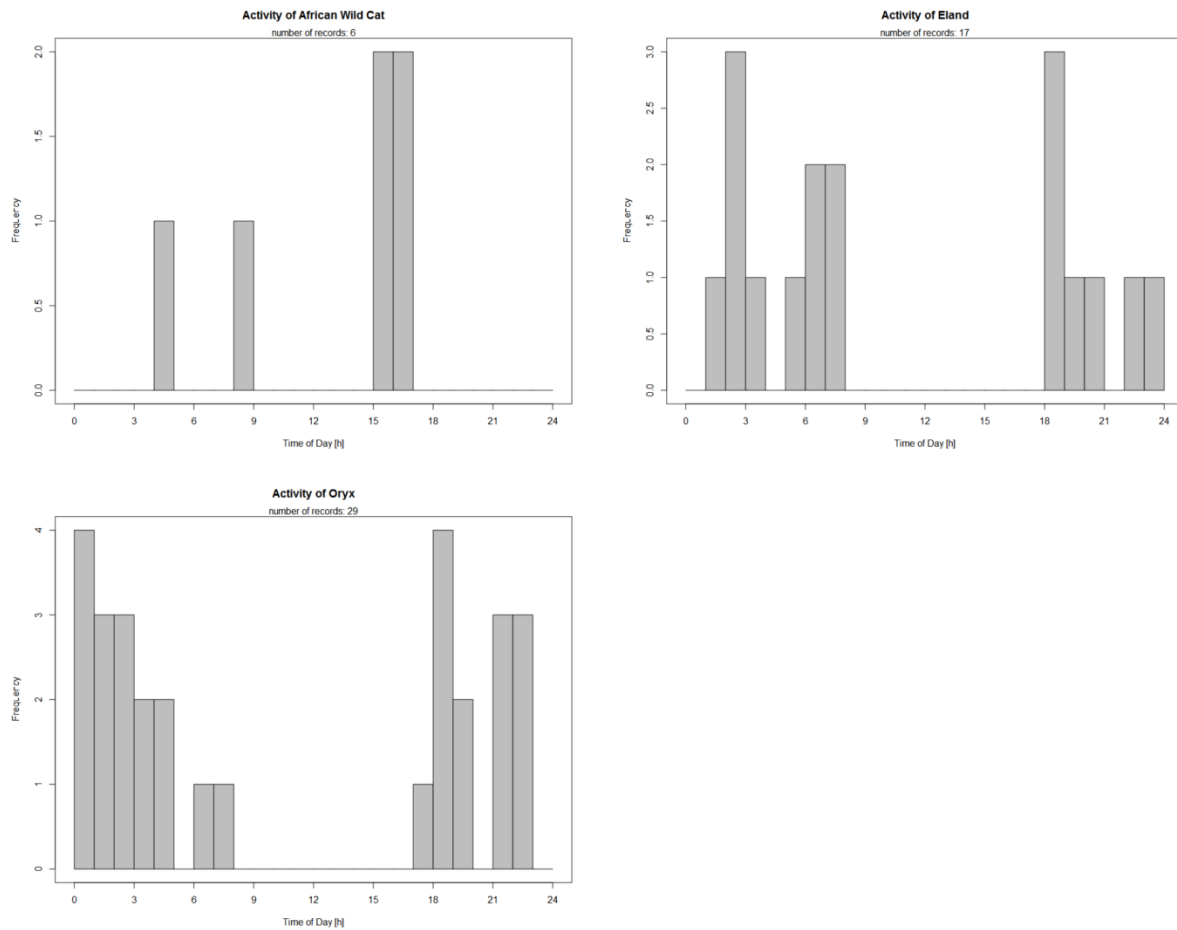 Activity of African Wild Cat
number of records: 6
2.0
1.5
1.0
0.5
0.0
Frequency
0 3 6 9 12 15 18 21 24
Time of Day [h]
Activity of Eland
number of records: 17
3.0
2.5
2.0
1.5
1.0
0.5
0.0
Frequency
0 3 6 9 12 15 18 21 24
Time of Day [h]
Activity of Oryx
number of records: 29
4
3
2
1
0
Frequency
0 3 6 9 12 15 18 21 24
Time of Day [h]